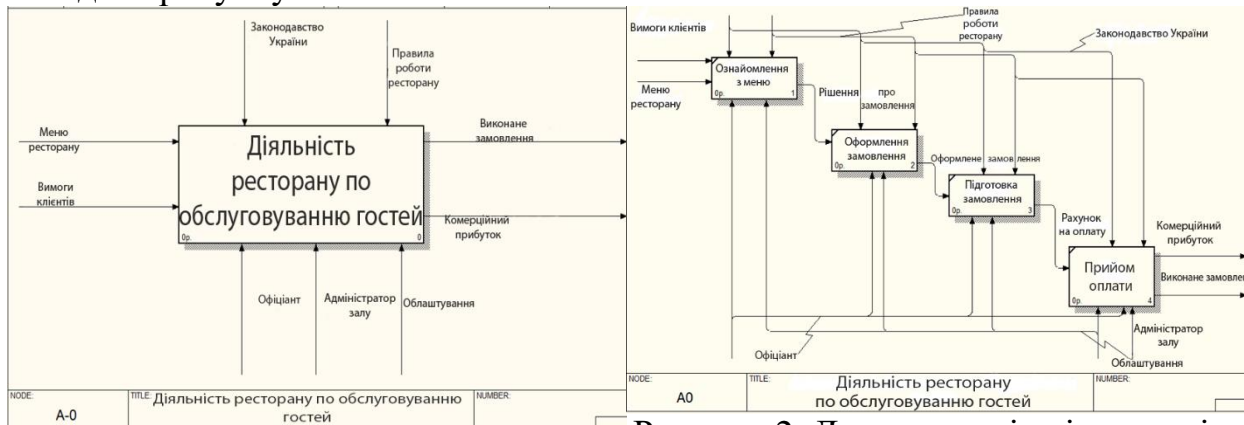 Законодавство
України
Правила
роботи
ресторану
Меню
ресторану
Вимоги
клієнтів
Діяльність
ресторану по
обслуговуванню гостей
0р.
0
Виконане
замовлення
Комерційний
прибуток
Офіціант
Адміністратор
залу
Облаштування
NODE:
A-0
TITLE:
Діяльність ресторану по обслуговуванню
гостей
NUMBER:
Вимоги клієнтів
Правила
роботи
ресторану
Законодавство України
Меню
ресторану
Ознайомлення
з меню
0р.
1
Рішення про
замовлення
Оформлення
замовлення
0р.
2
Оформлене замовлення
Підготовка
замовлення
0р.
3
Рахунок
на оплату
Прийом
оплати
0р.
4
Комерційний
прибуток
Виконане замовле
Адміністратор
залу
Офіціант
Облаштування
NODE:
A0
TITLE:
Діяльність ресторану
по обслуговуванню гостей
NUMBER: